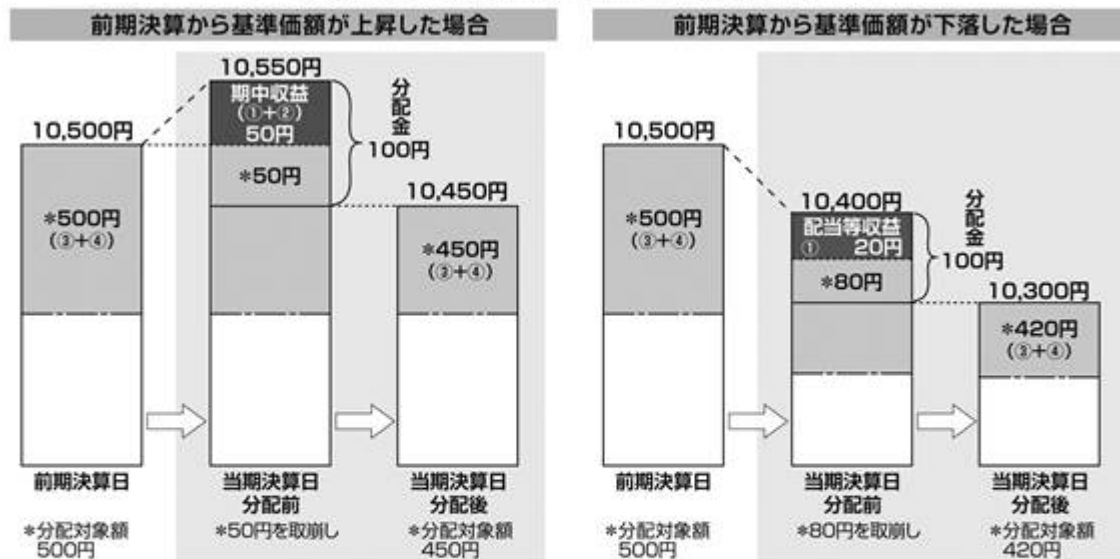 前期決算から基準価額が上昇した場合
10,550円
期中収益
(①+②)
50円
分配金
100円
10,500円
*50円
10,450円
*500円
(③+④)
*450円
(③+④)
前期決算日
当期決算日
分配前
当期決算日
分配後
*分配対象額
500円
*50円を取崩し
*分配対象額
450円
前期決算から基準価額が下落した場合
10,500円
10,400円
配当等収益
① 20円
分配金
100円
*500円
(③+④)
*80円
10,300円
*420円
(③+④)
前期決算日
当期決算日
分配前
当期決算日
分配後
*分配対象額
500円
*80円を取崩し
*分配対象額
420円